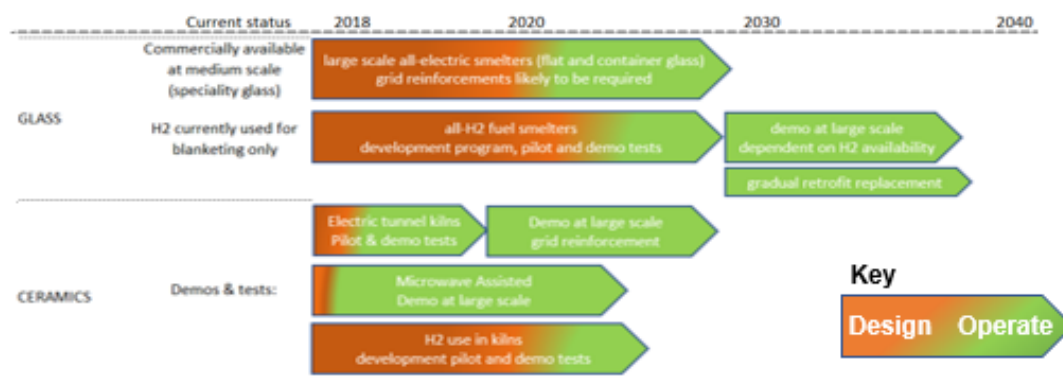 Current status 2018 2020 2030 2040
Commercially available
at medium scale
(speciality glass)
large scale all-electric smelters (flat and container glass)
grid reinforcements likely to be required
GLASS
H2 currently used for
blanketing only
all-H2 fuel smelters
development program, pilot and demo tests
demo at large scale
dependent on H2 availability
gradual retrofit replacement
Electric tunnel kilns
Pilot & demo tests
Demo at large scale
grid reinforcement
CERAMICS
Demos & tests:
Microwave Assisted
Demo at large scale
H2 use in kilns
development pilot and demo tests
Key
Design Operate